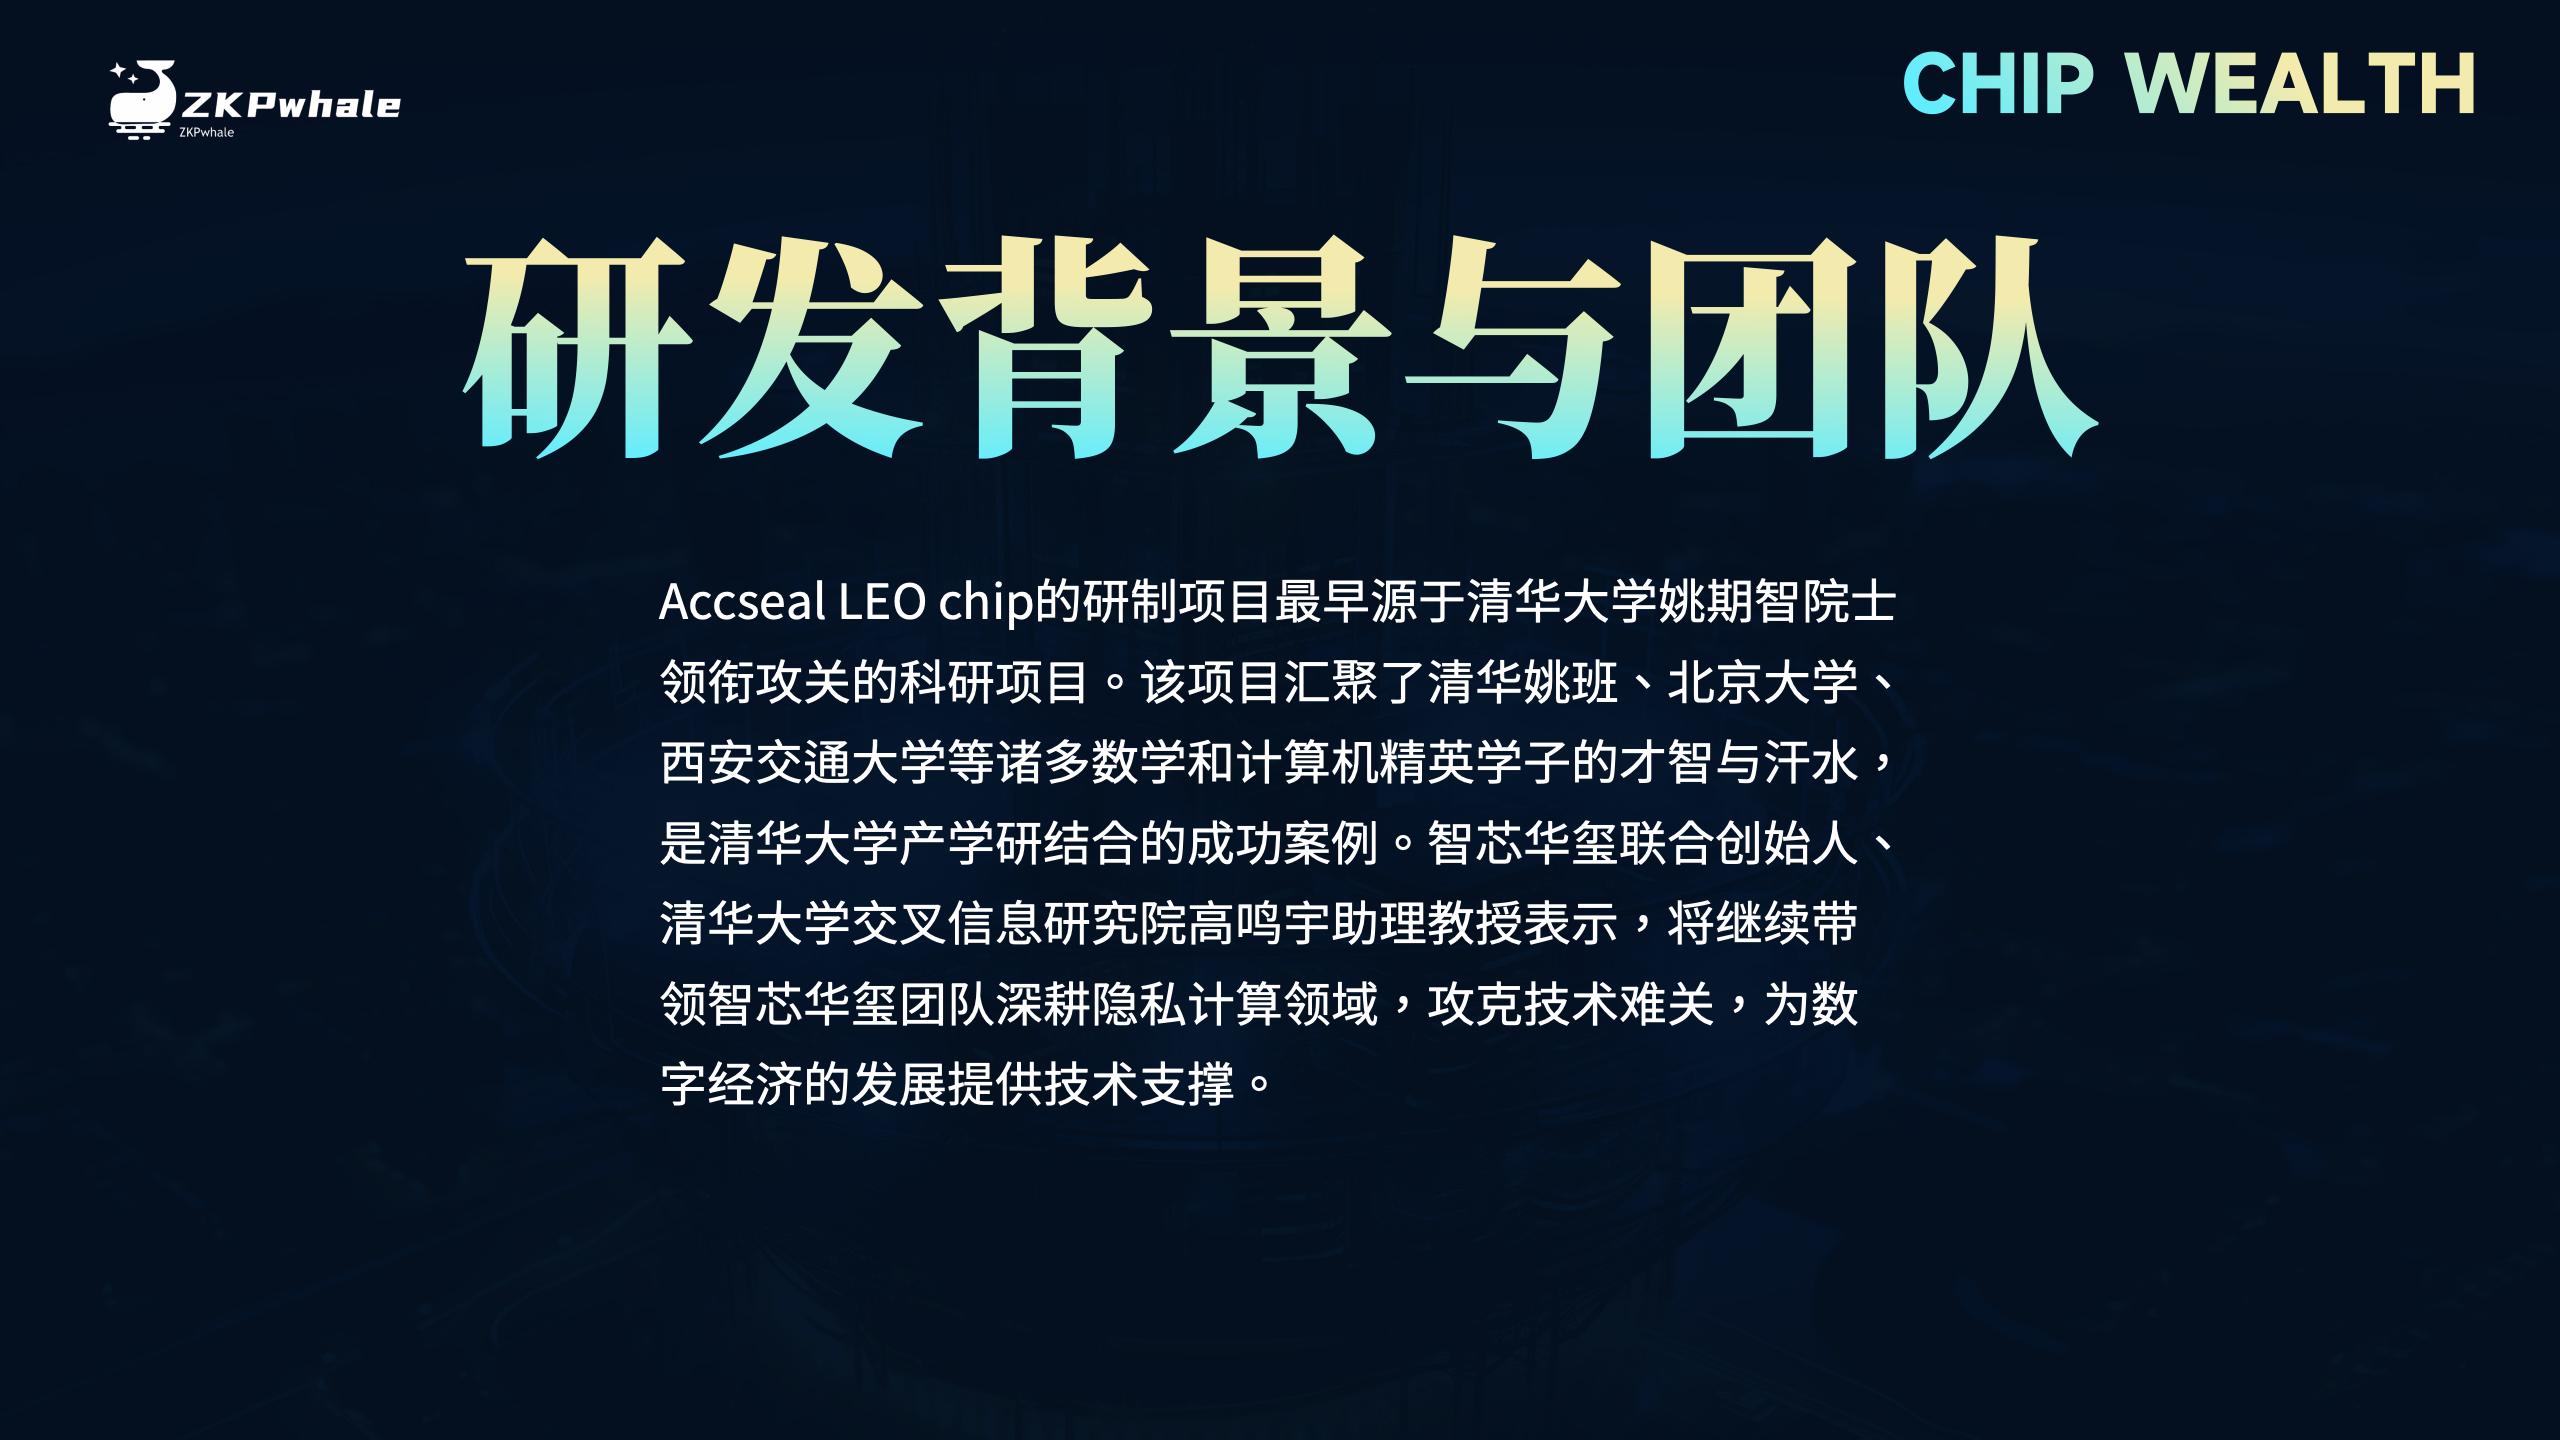 ZKPwhale
ZKPwhale
CHIP WEALTH
研发背景与团队
Accseal LEO chip的研制项目最早源于清华大学姚期智院士
领衔攻关的科研项目。该项目汇聚了清华姚班、北京大学、
西安交通大学等诸多数学和计算机精英学子的才智与汗水，
是清华大学产学研结合的成功案例。智芯华玺联合创始人、
清华大学交叉信息研究院高鸣宇助理教授表示，将继续带
领智芯华玺团队深耕隐私计算领域，攻克技术难关，为数
字经济的发展提供技术支撑。